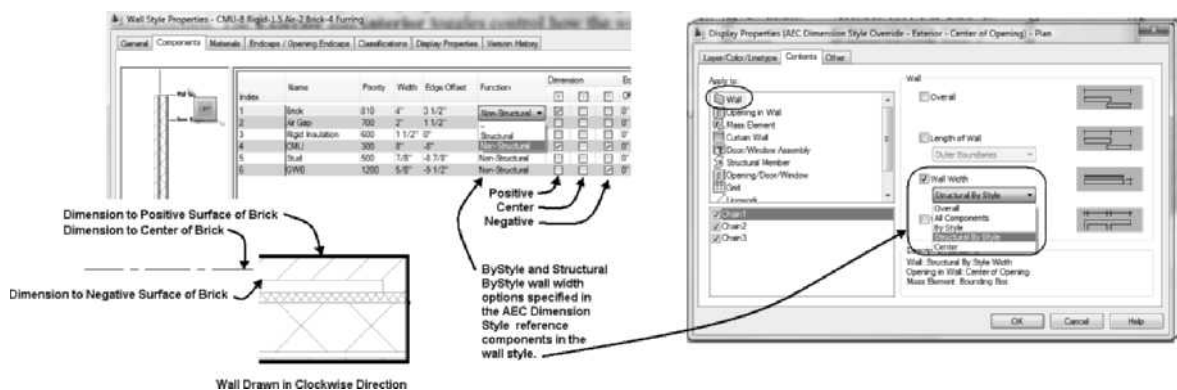 Interior toggles control how the
Wall Style Properties - CMU-8 Rigid-1.5 Air-2 Brick-4 Furring
General Components Materials Endcaps / Opening Endcaps Classifications Display Properties Version History
Dimension
Index Name Priority Width Edge Offset Function
1 Brick 810 4" 3 1/2" Non-Structural
2 Air Gap 700 2" 1 1/2"
3 Rigid Insulation 600 1 1/2" 0" Structural
4 CMU 300 8" -8" Non-Structural
5 Stud 500 7/8" -8 7/8" Non-Structural
6 GWB 1200 5/8" -9 1/2" Non-Structural
Positive
Center
Negative
Dimension to Positive Surface of Brick
Dimension to Center of Brick
Dimension to Negative Surface of Brick
Wall Drawn in Clockwise Direction
ByStyle and Structural
ByStyle wall width
options specified in
the AEC Dimension
Style reference
components in the
wall style.
Display Properties (AEC Dimension Style Override - Exterior - Center of Opening) - Plan
Layer/Color/Linetype Contents Other
Apply to:
Wall
Opening in Wall
Mass Element
Curtain Wall
Door/Window Assembly
Structural Member
Opening/Door/Window
Grid
Chain1
Chain2
Chain3
Wall
Overall
Length of Wall
Outer Boundaries
Wall Width
Structural By Style
Overall
All Components
By Style
Structural By Style
Center
Wall: Structural By Style Width
Opening in Wall: Center of Opening
Mass Element: Bounding Box
OK Cancel Help